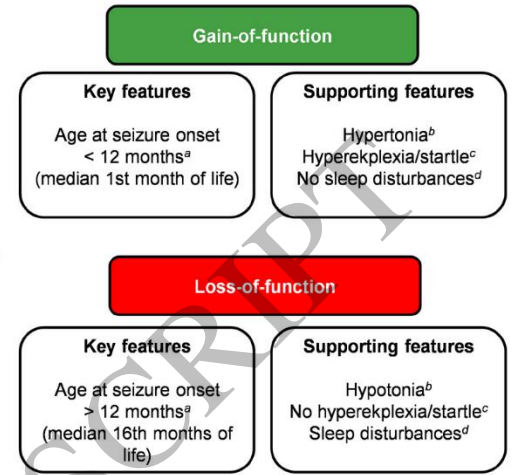 Gain-of-function
Key features
Age at seizure onset
< 12 monthsᵃ
(median 1st month of life)
Supporting features
Hypertoniaᵇ
Hyperekplexia/startleᶜ
No sleep disturbancesᵈ
Loss-of-function
Key features
Age at seizure onset
> 12 monthsᵃ
(median 16th months of
life)
Supporting features
Hypotoniaᵇ
No hyperekplexia/startleᶜ
Sleep disturbancesᵈ
SCRIPT